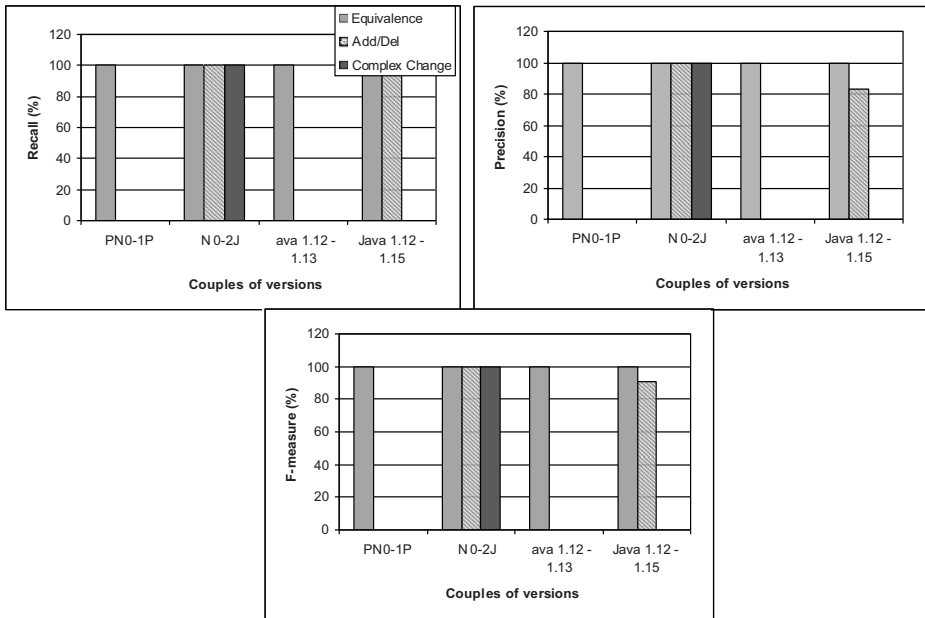 Equivalence
Add/Del
Complex Change
Recall (%)
120
100
80
60
40
20
0
PN0-1P
N0-2J
ava 1.12 -
1.13
Java 1.12 -
1.15
Couples of versions
Precision (%)
120
100
80
60
40
20
0
PN0-1P
N0-2J
ava 1.12 -
1.13
Java 1.12 -
1.15
Couples of versions
F-measure (%)
120
100
80
60
40
20
0
PN0-1P
N0-2J
ava 1.12 -
1.13
Java 1.12 -
1.15
Couples of versions